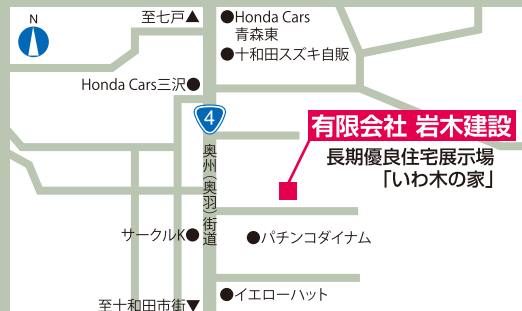 N
至七戸▲
●Honda Cars
青森東
●十和田スズキ自販
Honda Cars三沢●
4
有限会社 岩木建設
長期優良住宅展示場
「いわ木の家」
奥州(奥羽)街道
サークルK●
●パチンコダイナム
●イエローハット
至十和田市街▼